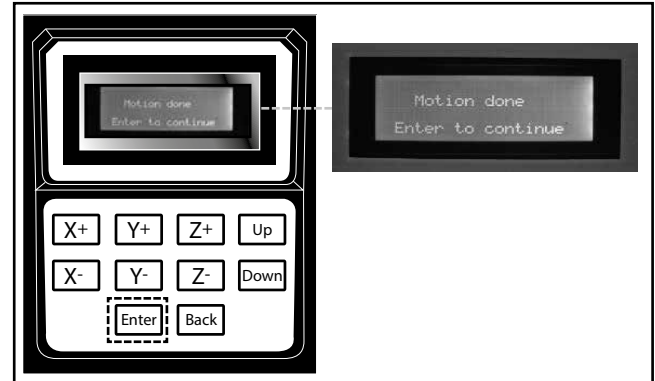 Motion done
Enter to continue
Motion done
Enter to continue
X+ Y+ Z+ Up
X- Y- Z- Down
Enter Back